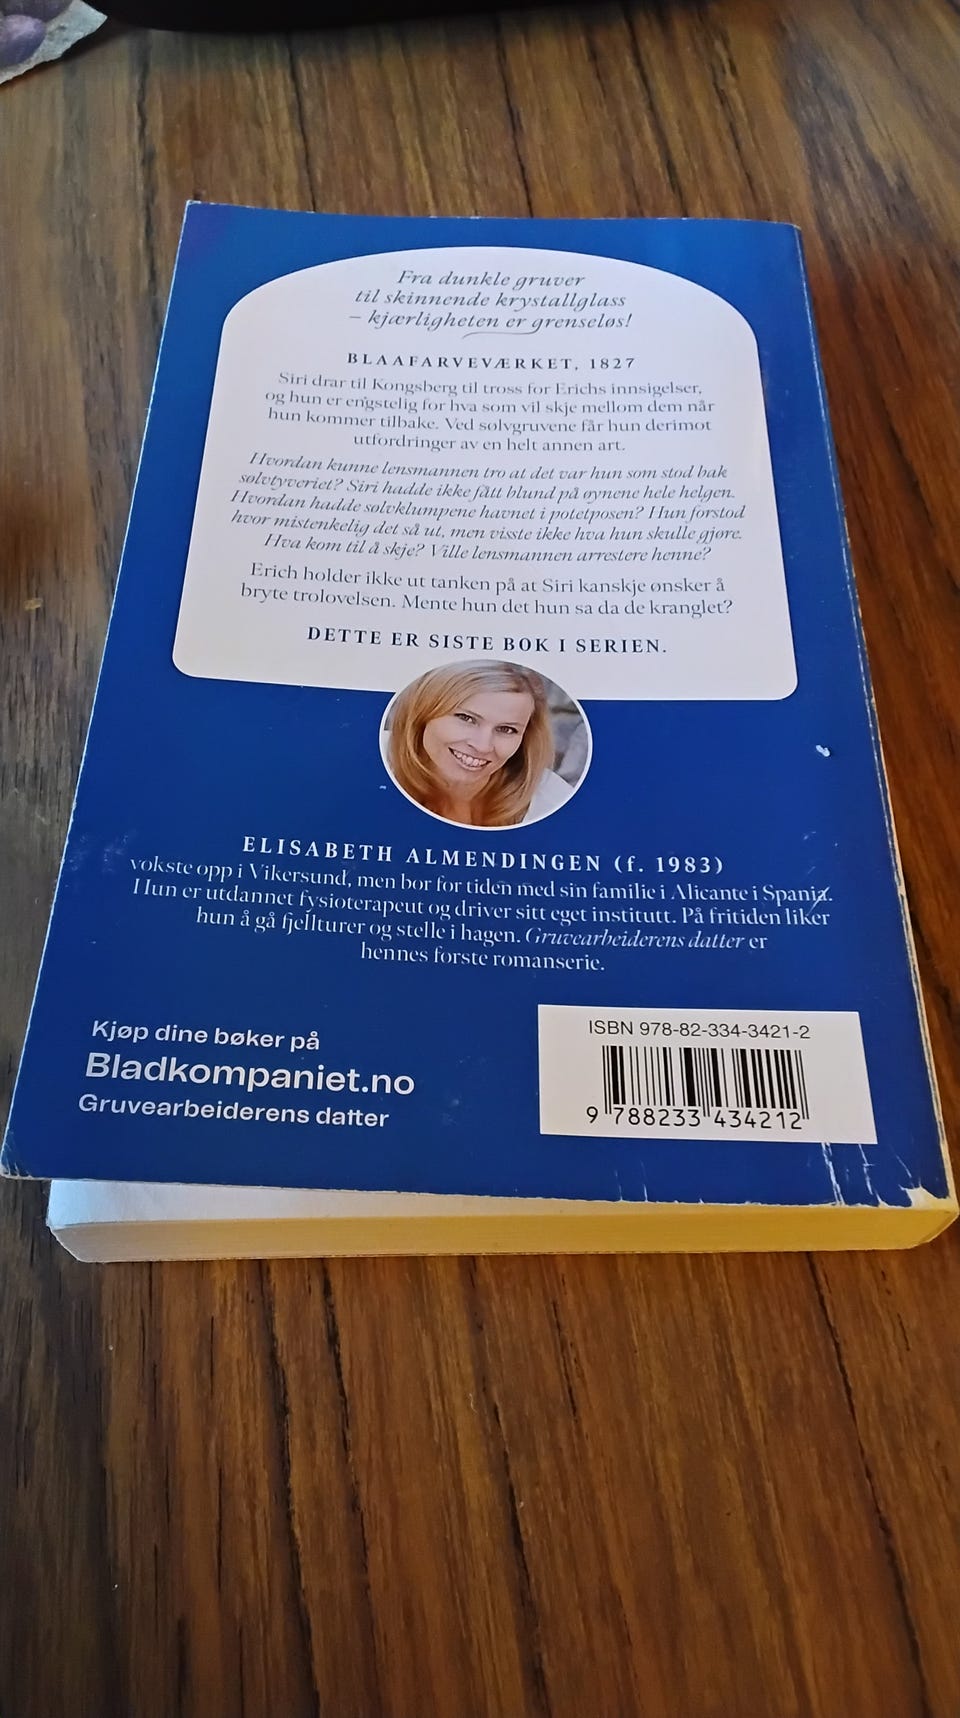 Fra dunkle gruver
til skinnende krystallglass
– kjærligheten er grenseløs!
BLAAFARVEVÆRKET, 1827
Siri drar til Kongsberg til tross for Erichs innsigelser,
og hun er engstelig for hva som vil skje mellom dem når
hun kommer tilbake. Ved sølvgruvene får hun derimot
utfordringer av en helt annen art.
Hvordan kunne lensmannen tro at det var hun som stod bak
sølvtyveriet? Siri hadde ikke fått blund på øynene hele helgen.
Hvordan hadde sølvklumpene havnet i potetposen? Hun forstod
hvor mistenkelig det så ut, men visste ikke hva hun skulle gjøre.
Hva kom til å skje? Ville lensmannen arrestere henne?
Erich holder ikke ut tanken på at Siri kanskje ønsker å
bryte trolovelsen. Mente hun det hun sa da de kranglet?
DETTE ER SISTE BOK I SERIEN.
ELISABETH ALMENDINGEN (f. 1983)
vokste opp i Vikersund, men bor for tiden med sin familie i Alicante i Spania.
Hun er utdannet fysioterapeut og driver sitt eget institutt. På fritiden liker
hun å gå fjellturer og stelle i hagen. Gruvearbeiderens datter er
hennes første romanserie.
Kjøp dine bøker på
Bladkompaniet.no
Gruvearbeiderens datter
ISBN 978-82-334-3421-2
9 788233 434212